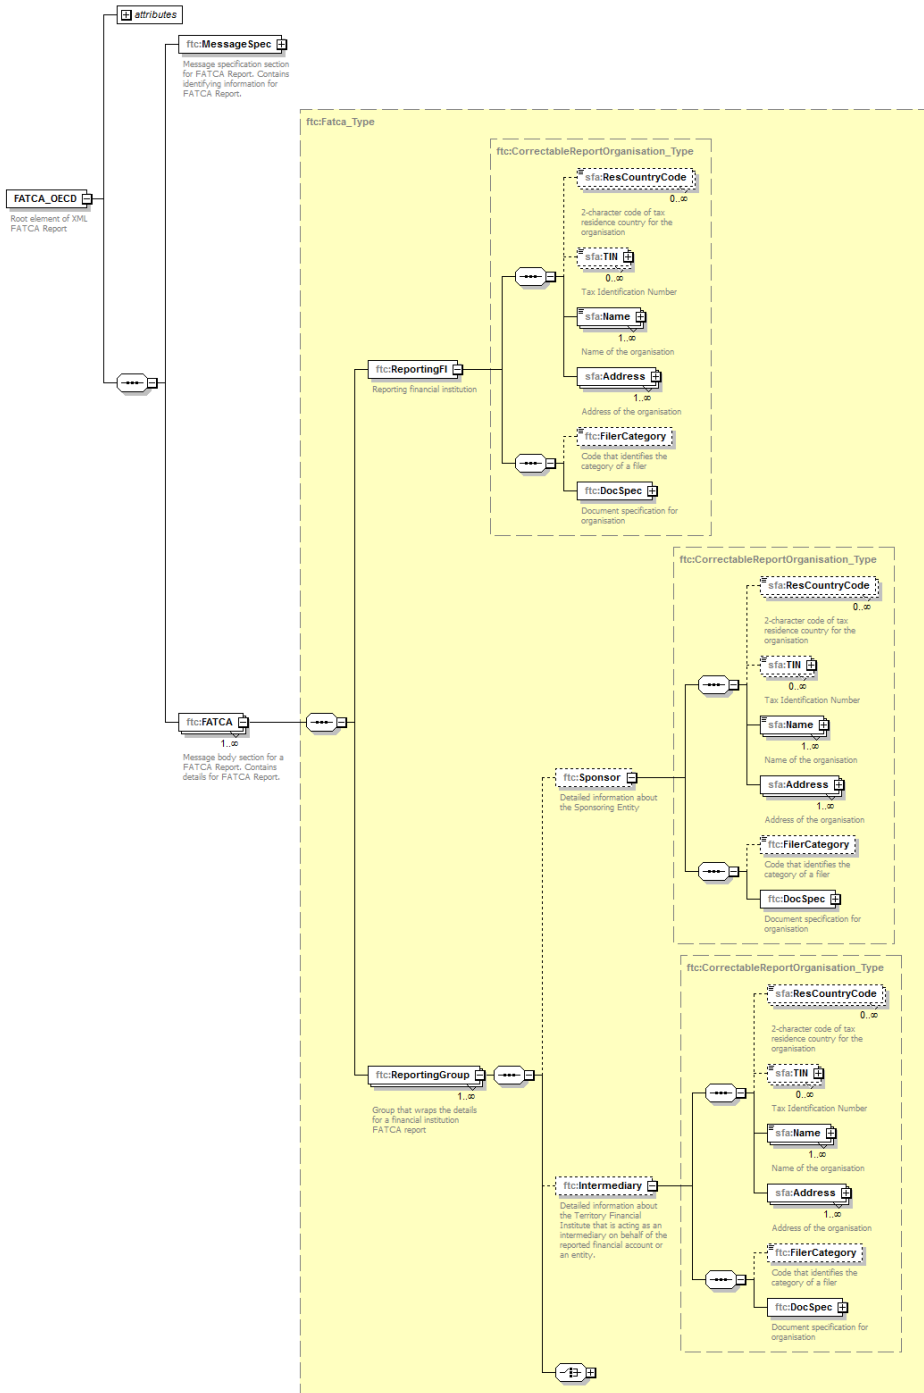 attributes
ftc:MessageSpec
Message specification section
for FATCA Report. Contains
identifying information for
FATCA Report.
FATCA_OECD
Root element of XML
FATCA Report
ftc:Fatca_Type
ftc:CorrectableReportOrganisation_Type
sfa:ResCountryCode
0..∞
2-character code of tax
residence country for the
organisation
sfa:TIN
0..∞
Tax Identification Number
sfa:Name
1..∞
Name of the organisation
ftc:ReportingFI
Reporting financial institution
sfa:Address
1..∞
Address of the organisation
ftc:FilerCategory
Code that identifies the
category of a filer
ftc:DocSpec
Document specification for
organisation
ftc:CorrectableReportOrganisation_Type
sfa:ResCountryCode
0..∞
2-character code of tax
residence country for the
organisation
sfa:TIN
0..∞
Tax Identification Number
ftc:FATCA
1..∞
Message body section for a
FATCA Report. Contains
details for FATCA Report.
sfa:Name
1..∞
Name of the organisation
ftc:Sponsor
Detailed information about
the Sponsoring Entity
sfa:Address
1..∞
Address of the organisation
ftc:FilerCategory
Code that identifies the
category of a filer
ftc:DocSpec
Document specification for
organisation
ftc:CorrectableReportOrganisation_Type
sfa:ResCountryCode
0..∞
2-character code of tax
residence country for the
organisation
ftc:ReportingGroup
1..∞
Group that wraps the details
for a financial institution
FATCA report
sfa:TIN
0..∞
Tax Identification Number
sfa:Name
1..∞
Name of the organisation
ftc:Intermediary
Detailed information about
the Territory Financial
Institute that is acting as an
intermediary on behalf of the
reported financial account or
an entity.
sfa:Address
1..∞
Address of the organisation
ftc:FilerCategory
Code that identifies the
category of a filer
ftc:DocSpec
Document specification for
organisation